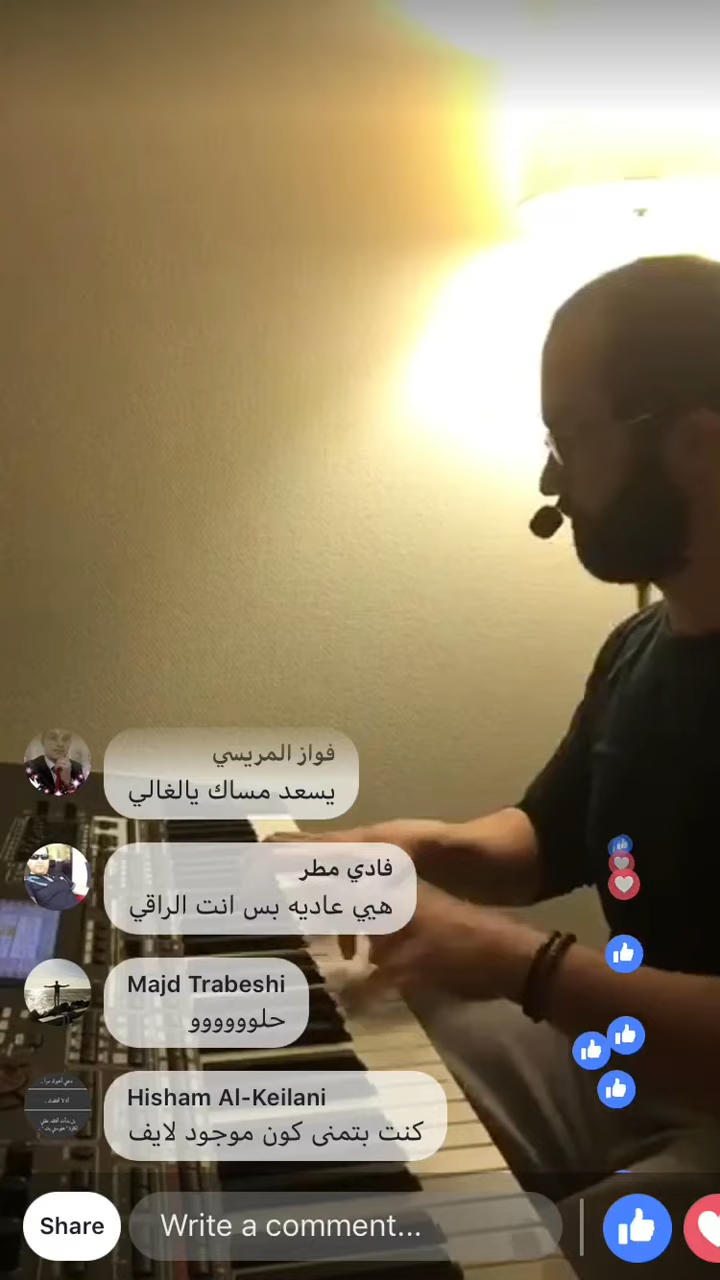 فواز المريسي
يسعد مساك يالغالي
فادي مطر
هيي عاديه بس انت الراقي
Majd Trabeshi
حلوووووو
Hisham Al-Keilani
كنت بتمنى كون موجود لايف
Share
Write a comment...